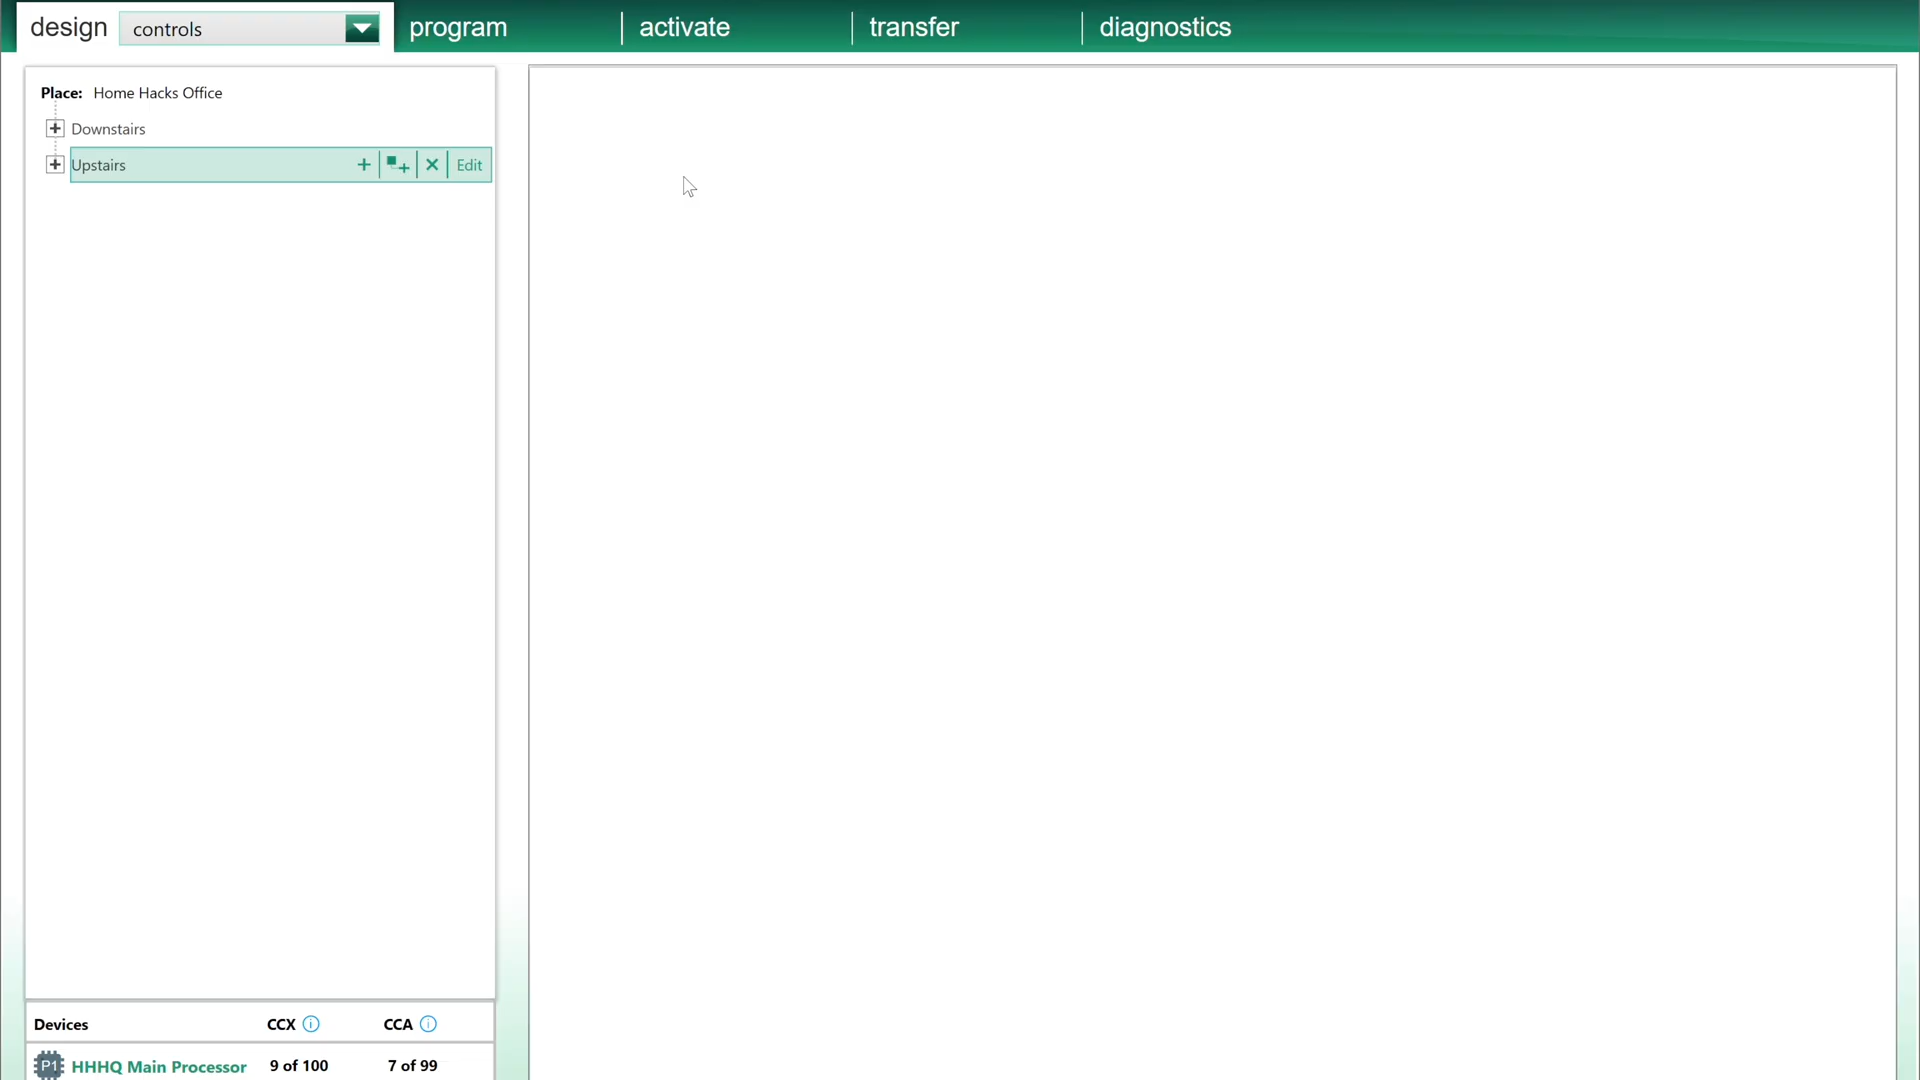 design controls program activate transfer diagnostics
Place: Home Hacks Office
Downstairs
Upstairs Edit
Devices CCX CCA
P1 HHHQ Main Processor 9 of 100 7 of 99